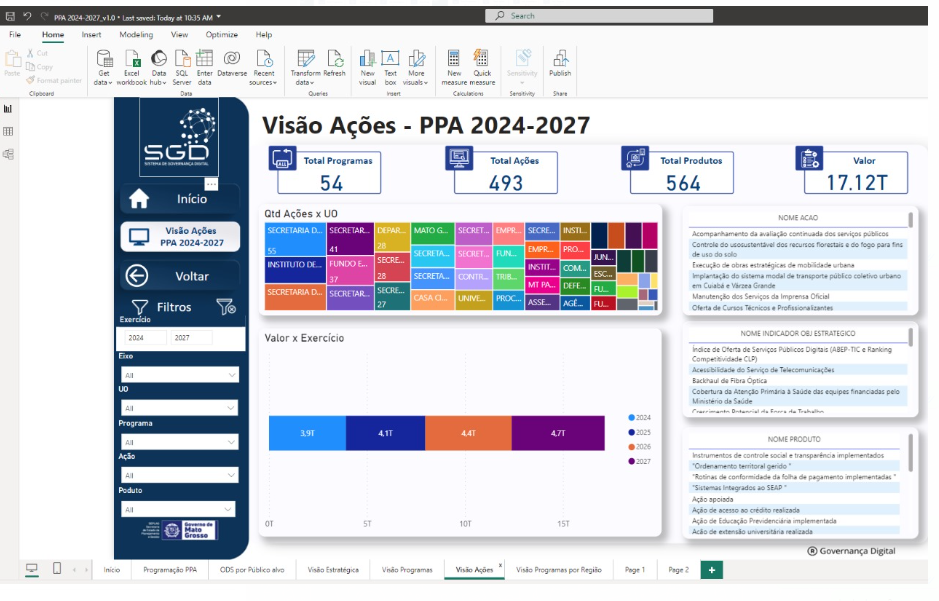 PPA 2024-2027_v1.0 • Last saved: Today at 10:35 AM
Search
File Home Insert Modeling View Optimize Help
Paste
Cut
Copy
Format painter
Get data
Excel workbook
Data hub
SQL Server
Enter data
Dataverse
Recent sources
Transform data
Refresh
New visual
Text box
More visuals
New measure
Quick measure
Sensitivity
Publish
Clipboard Data Queries Insert Calculations Sensitivity Share
SGD
SISTEMA DE GOVERNANÇA DIGITAL
Início
Visão Ações
PPA 2024-2027
Voltar
Filtros
Exercício
2024 2027
Eixo
All
UO
All
Programa
All
Ação
All
Poduto
All
Governo de
Mato
Grosso
Visão Ações - PPA 2024-2027
Total Programas
54
Total Ações
493
Total Produtos
564
Valor
17.12T
Qtd Ações x UO
SECRETARIA D... SECRETAR... DEPAR... MATO G... SECRET... EMPR... SECRE... INSTI...
55 41 28
INSTITUTO DE... FUNDO E... SECRE... SECRETA... SECRET... FUN... EMPR... PRO... JUN...
37 28
INSTIT... COM... ESC...
SECRETARIA D... SECRETAR... SECRE... SECRETA... CONTR... TRIB... MT PA... DEFE... FU...
27
CASA CI... UNIVE... PROC... ASSE... AGÊ... FU...
Valor x Exercício
3,9T 4,1T 4,4T 4,7T
2024
2025
2026
2027
0T 5T 10T 15T
NOME ACAO
Acompanhamento da avaliação continuada dos serviços públicos
Controle do usosustentável dos recursos florestais e do fogo para fins
de uso do solo
Execução de obras estratégicas de mobilidade urbana
Implantação do sistema modal de transporte público coletivo urbano
em Cuiabá e Várzea Grande
Manutenção dos Serviços da Imprensa Oficial
Oferta de Cursos Técnicos e Profissionalizantes
NOME INDICADOR OBJ ESTRATEGICO
Índice de Oferta de Serviços Públicos Digitais (ABEP-TIC e Ranking
Competitividade CLP)
Acessibilidade do Serviço de Telecomunicações
Backhaul de Fibra Optica
Cobertura da Atenção Primária à Saúde das equipes financiadas pelo
Ministério da Saúde
Crescimento Potencial da Força de Trabalho
NOME PRODUTO
Instrumentos de controle social e transparência implementados
"Ordenamento territorial gerido "
"Rotinas de conformidade da folha de pagamento implementadas "
"Sistemas Integrados ao SEAP "
Ação apoiada
Ação de acesso ao crédito realizada
Ação de Educação Previdenciária implementada
Ação de extensão universitária realizada
® Governança Digital
Início Programação PPA ODS por Público alvo Visão Estratégica Visão Programas Visão Ações x Visão Programas por Região Page 1 Page 2 +